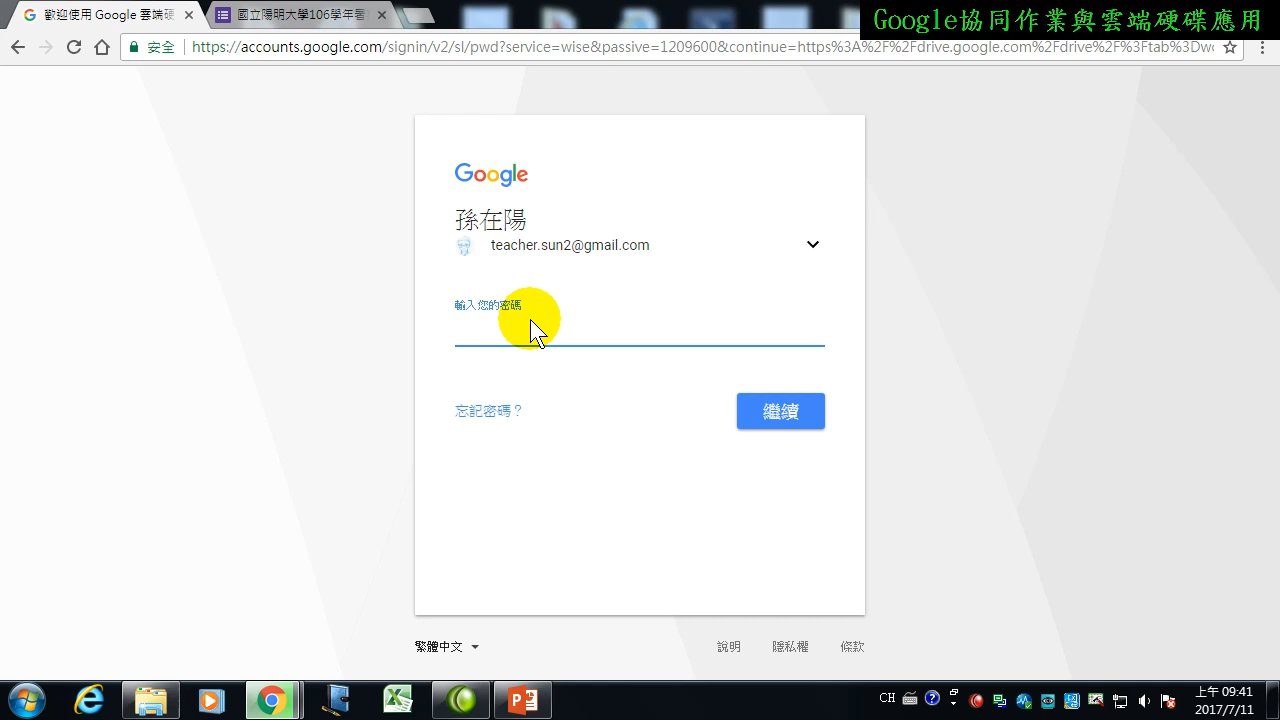 歡迎使用 Google 雲端硬
國立陽明大學106學年暑
Google協同作業與雲端硬碟應用
安全
https://accounts.google.com/signin/v2/sl/pwd?service=wise&passive=1209600&continue=https%3A%2F%2Fdrive.google.com%2Fdrive%2F%3Ftab%3Dwo
Google
孫在陽
teacher.sun2@gmail.com
輸入您的密碼
忘記密碼？
繼續
繁體中文
說明
隱私權
條款
CH
上午 09:41
2017/7/11